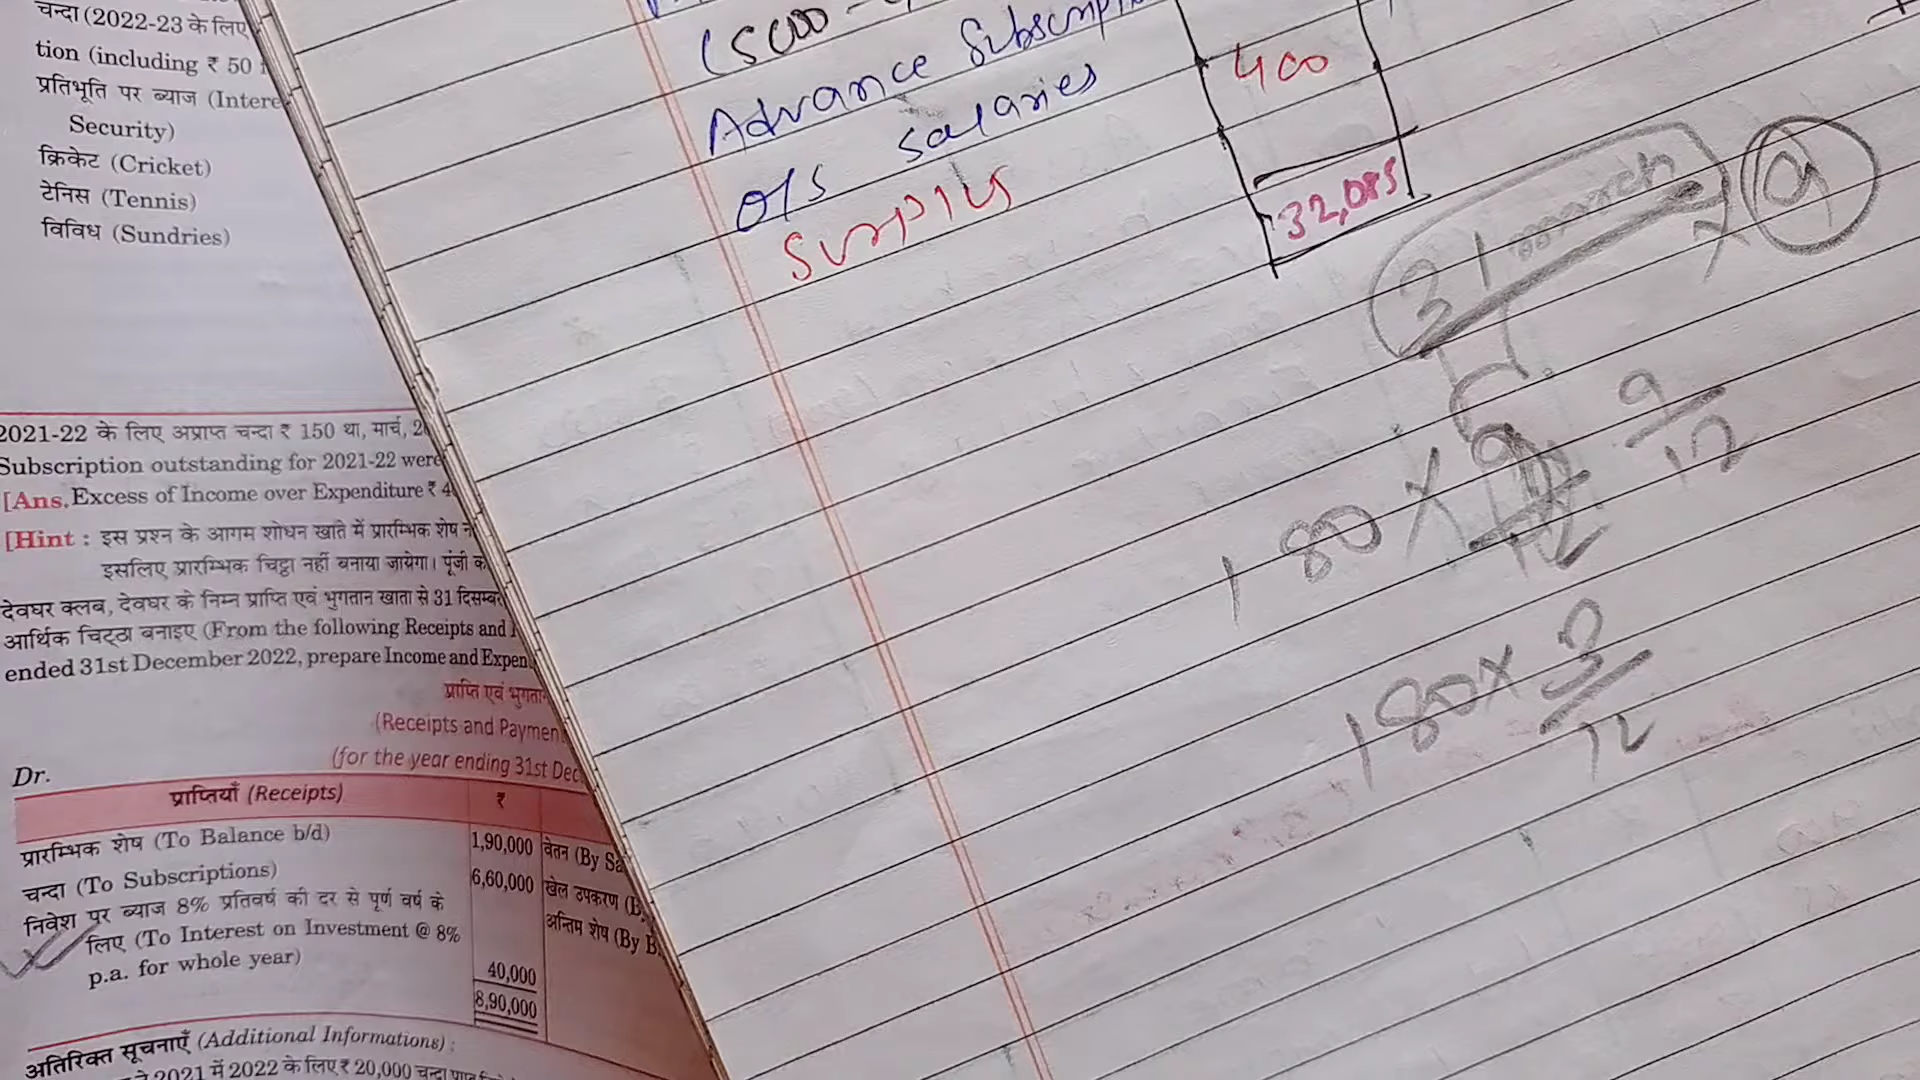 चन्दा (2022-23 के लिए
tion (including ₹ 50
प्रतिभूति पर ब्याज (Intere
Security)
क्रिकेट (Cricket)
टेनिस (Tennis)
विविध (Sundries)
2021-22 के लिए अप्राप्त चन्दा ₹ 150 था, मार्च, 2
Subscription outstanding for 2021-22 were
[Ans. Excess of Income over Expenditure ₹ 4
[Hint : इस प्रश्न के आगम शोधन खाते में प्रारम्भिक शेष न
इसलिए प्रारम्भिक चिट्ठा नहीं बनाया जायेगा। पूंजी क
देवघर क्लब, देवघर के निम्न प्राप्ति एवं भुगतान खाता से 31 दिसम्ब
आर्थिक चिट्ठा बनाइए (From the following Receipts and
ended 31st December 2022, prepare Income and Expen
प्राप्ति एवं भुगता
(Receipts and Paymen
(for the year ending 31st Dec
Dr.
प्राप्तियाँ (Receipts) ₹
प्रारम्भिक शेष (To Balance b/d) 1,90,000 वेतन (By Sa
चन्दा (To Subscriptions) 6,60,000 खेल उपकरण (B
निवेश पर ब्याज 8% प्रतिवर्ष की दर से पूर्ण वर्ष के अन्तिम शेष (By B
लिए (To Interest on Investment @ 8%
p.a. for whole year) 40,000
8,90,000
अतिरिक्त सूचनाएँ (Additional Informations) :
2021 में 2022 के लिए ₹ 20,000 चन्दा
(5000 -
Advance Subscripti
O/S salaries 400
Surplus
32,085
31 march
9
180 × 9/12
180 × 3/12